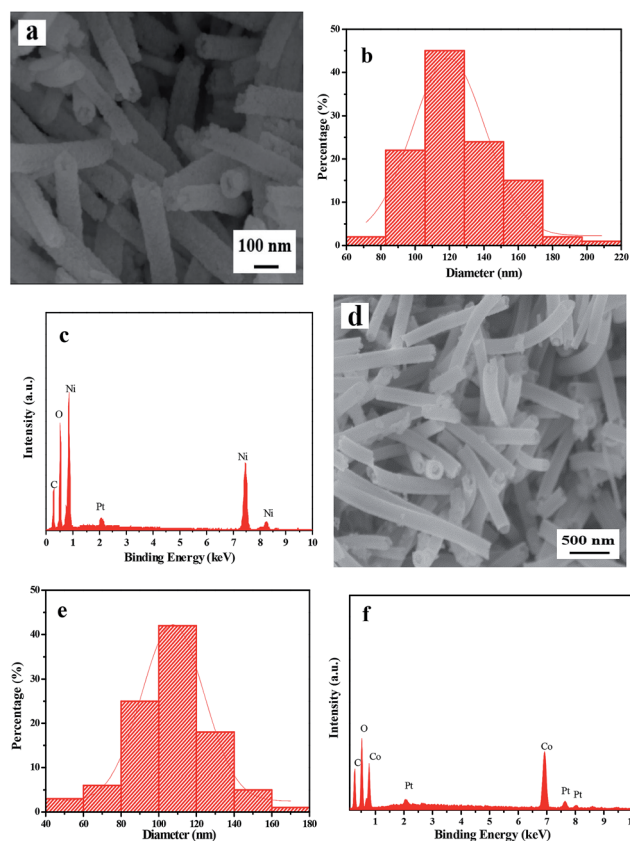 a
100 nm
b
50
40
30
20
10
0
Percentage (%)
60 80 100 120 140 160 180 200 220
Diameter (nm)
c
Ni
O
C
Pt
Ni
Ni
Intensity (a.u.)
0 1 2 3 4 5 6 7 8 9 10
Binding Energy (keV)
d
500 nm
e
50
40
30
20
10
0
Percentage (%)
40 60 80 100 120 140 160 180
Diameter (nm)
f
O
C
Co
Pt
Co
Pt
Pt
Intensity (a.u.)
1 2 3 4 5 6 7 8 9 10
Binding Energy (keV)